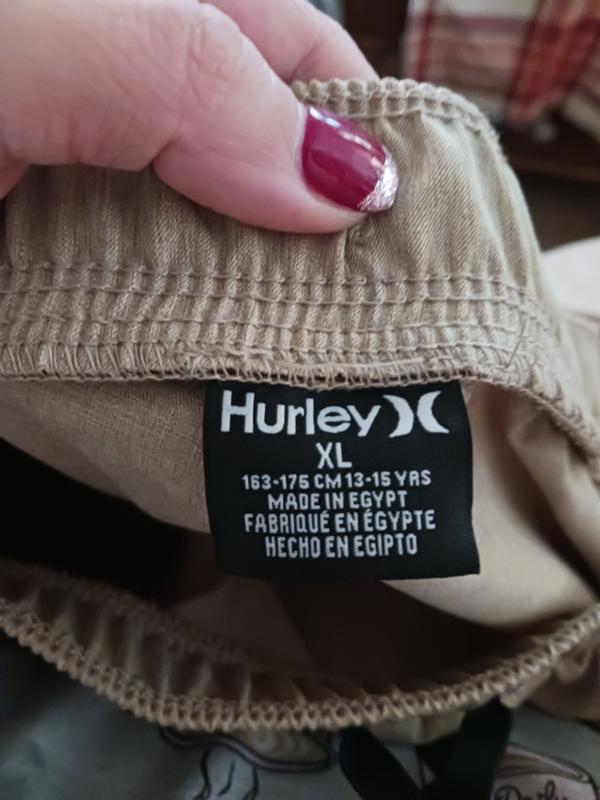 Hurley
XL
163-175 CM 13-15 YRS
MADE IN EGYPT
FABRIQUÉ EN ÉGYPTE
HECHO EN EGIPTO